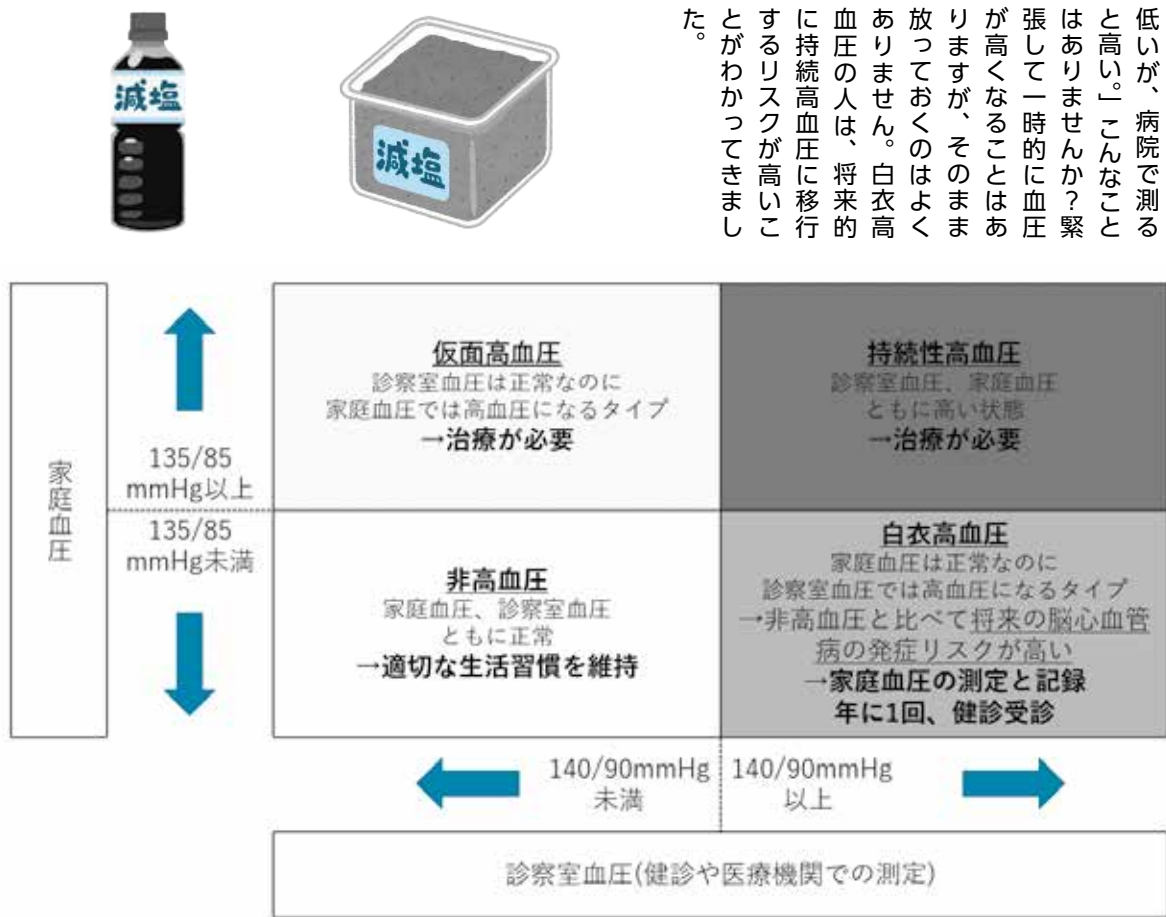 低いが、病院で測る
と高い。」こんなこと
はありませんか？緊
張して一時的に血圧
が高くなることはあ
りますが、そのまま
放っておくのはよく
ありません。白衣高
血圧の人は、将来的
に持続高血圧に移行
するリスクが高いこ
とがわかってきまし
た。
減塩
減塩
家庭血圧
135/85
mmHg以上
135/85
mmHg未満
仮面高血圧
診察室血圧は正常なのに
家庭血圧では高血圧になるタイプ
→治療が必要
持続性高血圧
診察室血圧、家庭血圧
ともに高い状態
→治療が必要
非高血圧
家庭血圧、診察室血圧
ともに正常
→適切な生活習慣を維持
白衣高血圧
家庭血圧は正常なのに
診察室血圧では高血圧になるタイプ
→非高血圧と比べて将来の脳心血管
病の発症リスクが高い
→家庭血圧の測定と記録
年に1回、健診受診
140/90mmHg
未満
140/90mmHg
以上
診察室血圧(健診や医療機関での測定)